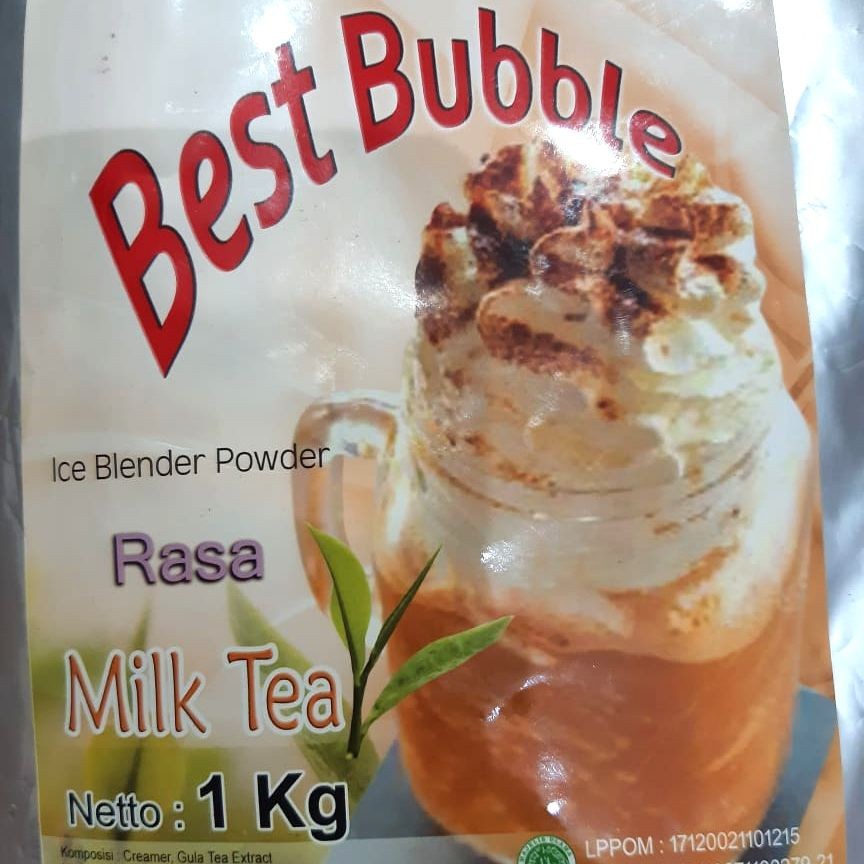 Best Bubble
Ice Blender Powder
Rasa
Milk Tea
Netto : 1 Kg
Komposisi : Creamer, Gula Tea Extract
LPPOM : 17120021101215